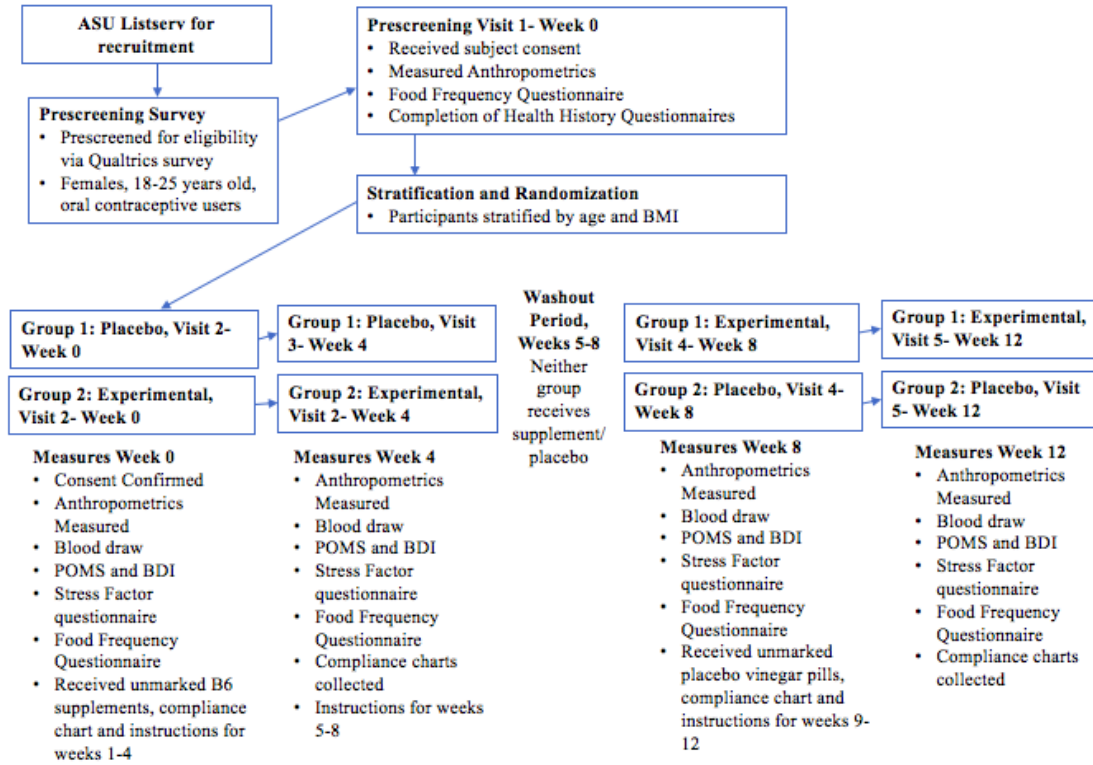 ASU Listserv for
recruitment
Prescreening Survey
• Prescreened for eligibility
via Qualtrics survey
• Females, 18-25 years old,
oral contraceptive users
Prescreening Visit 1- Week 0
• Received subject consent
• Measured Anthropometrics
• Food Frequency Questionnaire
• Completion of Health History Questionnaires
Stratification and Randomization
• Participants stratified by age and BMI
Group 1: Placebo, Visit 2-
Week 0
Group 1: Placebo, Visit
3- Week 4
Washout
Period,
Weeks 5-8
Neither
group
receives
supplement/
placebo
Group 1: Experimental,
Visit 4- Week 8
Group 1: Experimental,
Visit 5- Week 12
Group 2: Experimental,
Visit 2- Week 0
Group 2: Experimental,
Visit 2- Week 4
Group 2: Placebo, Visit 4-
Week 8
Group 2: Placebo, Visit
5- Week 12
Measures Week 0
• Consent Confirmed
• Anthropometrics
Measured
• Blood draw
• POMS and BDI
• Stress Factor
questionnaire
• Food Frequency
Questionnaire
• Received unmarked B6
supplements, compliance
chart and instructions for
weeks 1-4
Measures Week 4
• Anthropometrics
Measured
• Blood draw
• POMS and BDI
• Stress Factor
questionnaire
• Food Frequency
Questionnaire
• Compliance charts
collected
• Instructions for weeks
5-8
Measures Week 8
• Anthropometrics
Measured
• Blood draw
• POMS and BDI
• Stress Factor
questionnaire
• Food Frequency
Questionnaire
• Received unmarked
placebo vinegar pills,
compliance chart and
instructions for weeks 9-
12
Measures Week 12
• Anthropometrics
Measured
• Blood draw
• POMS and BDI
• Stress Factor
questionnaire
• Food Frequency
Questionnaire
• Compliance charts
collected